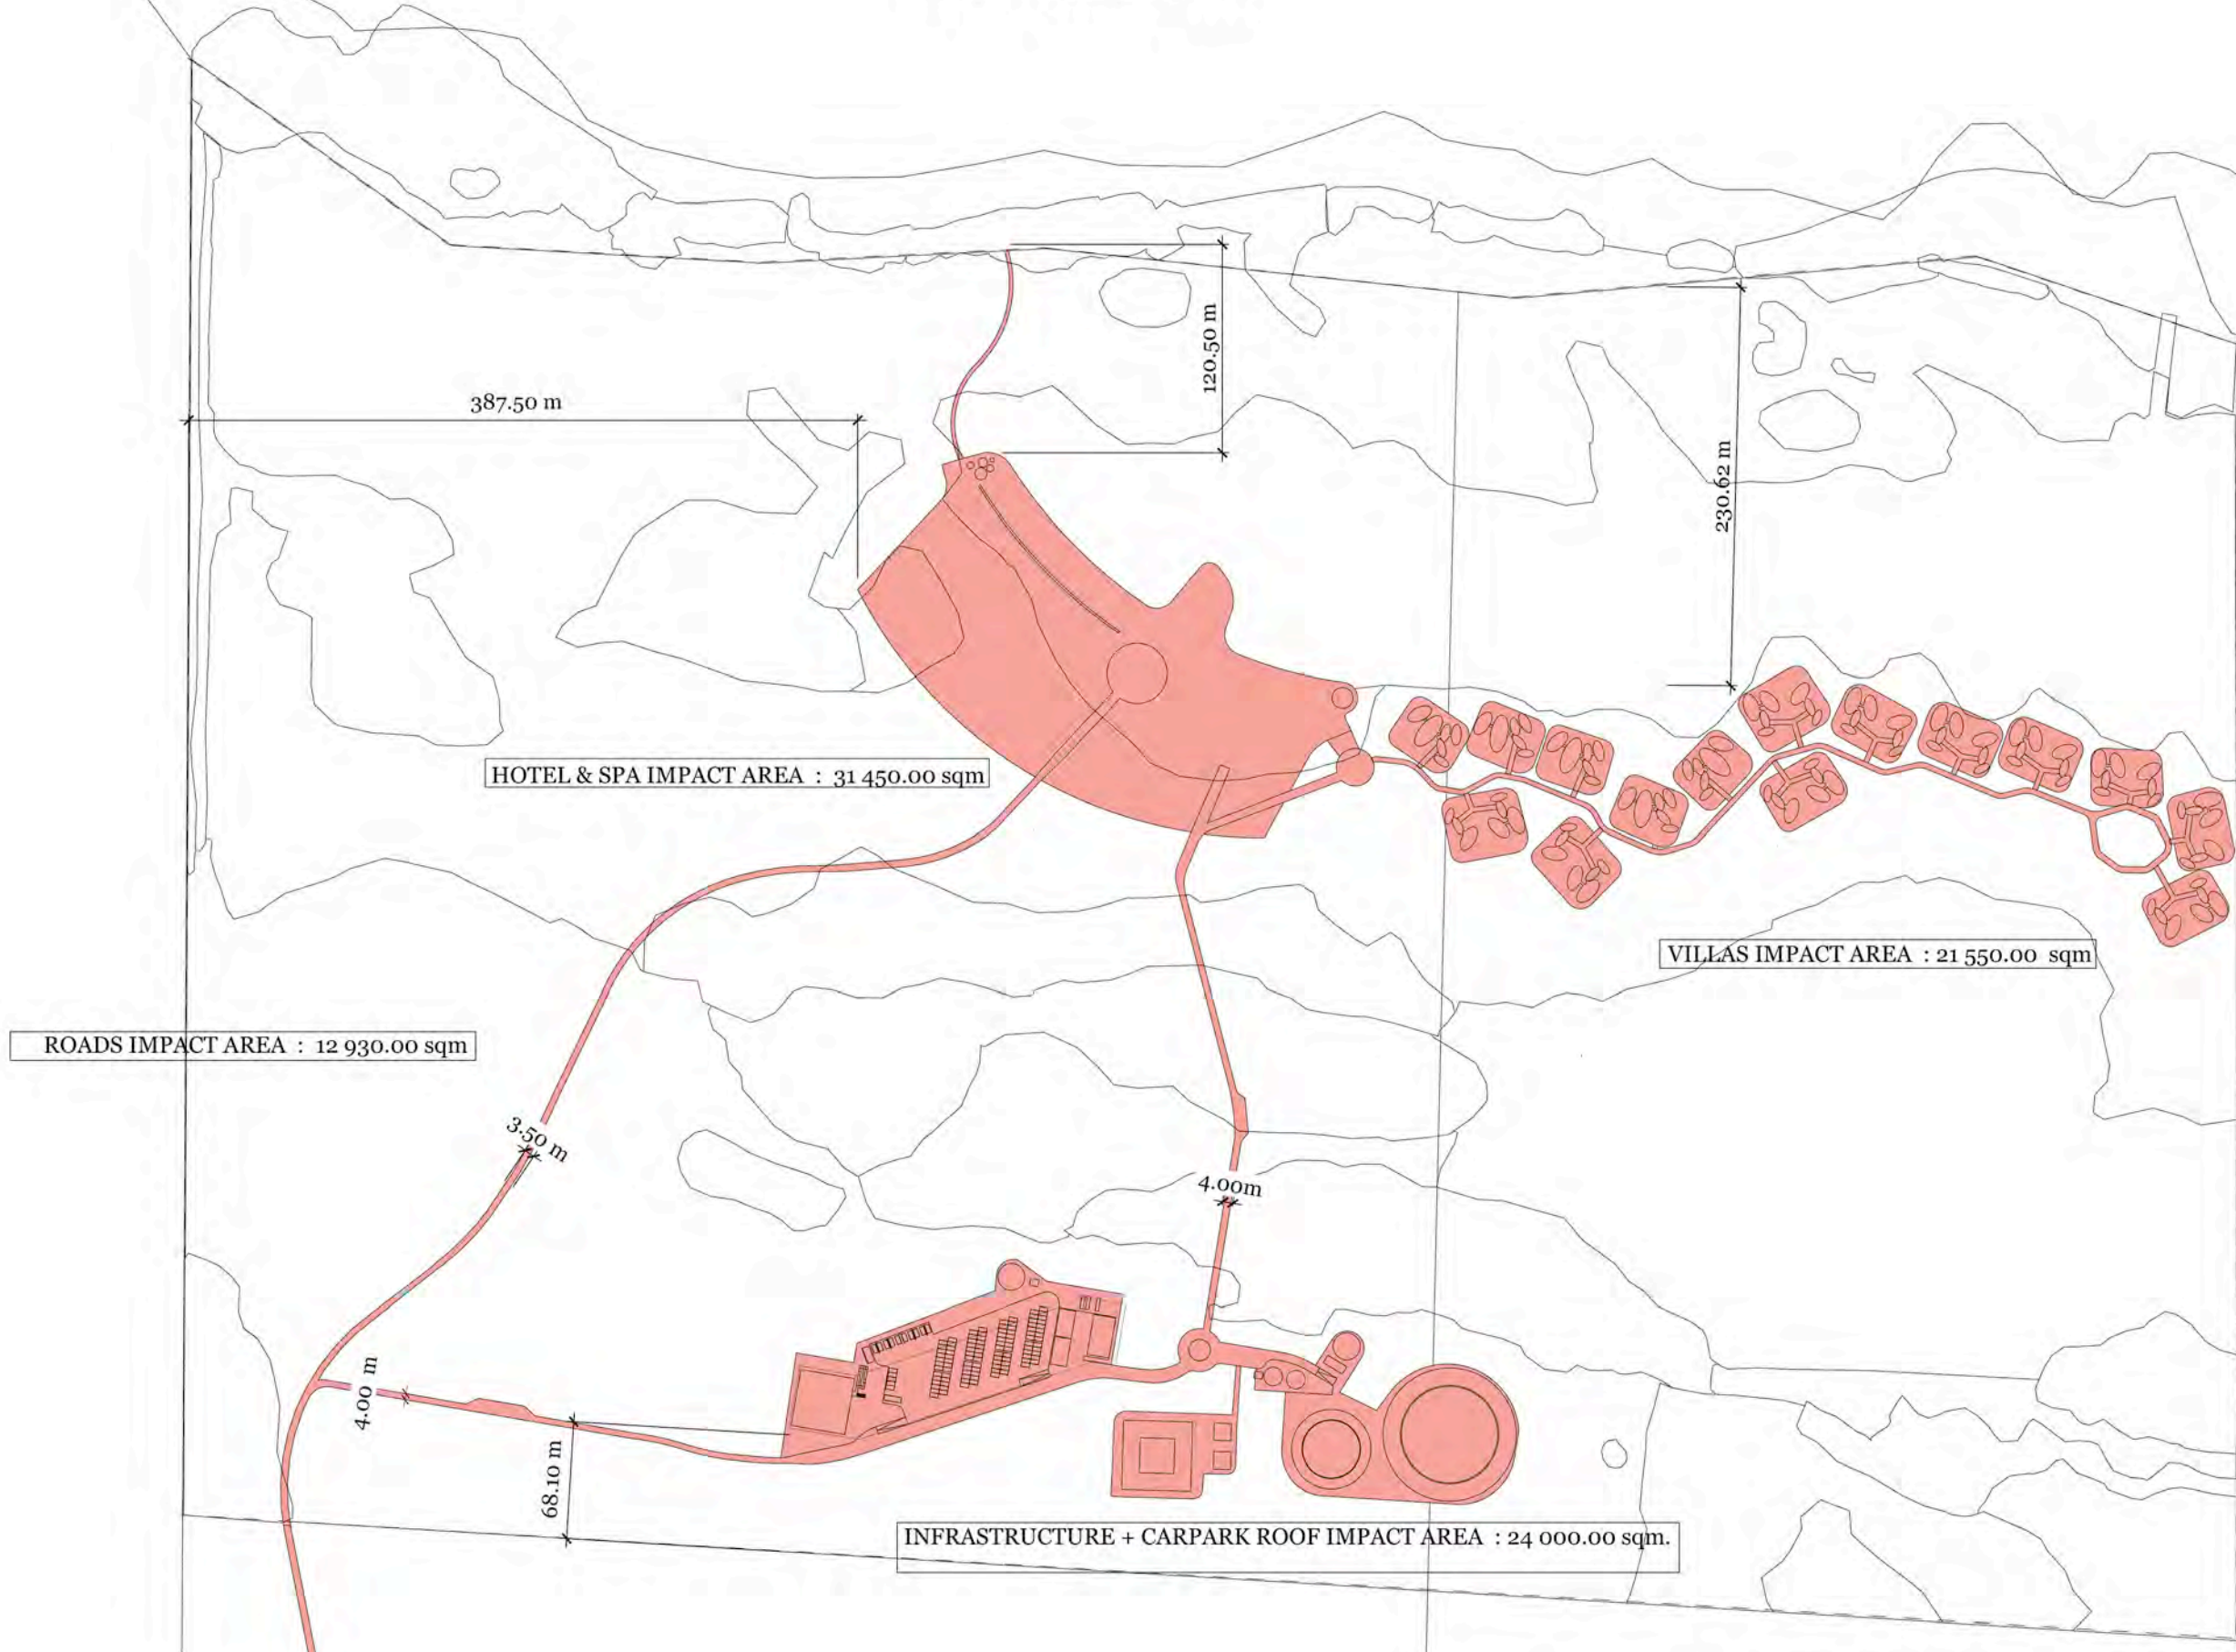 120.50 m
387.50 m
230.62 m
HOTEL & SPA IMPACT AREA : 31 450.00 sqm
VILLAS IMPACT AREA : 21 550.00 sqm
ROADS IMPACT AREA : 12 930.00 sqm
3.50 m
4.00m
4.00 m
68.10 m
INFRASTRUCTURE + CARPARK ROOF IMPACT AREA : 24 000.00 sqm.